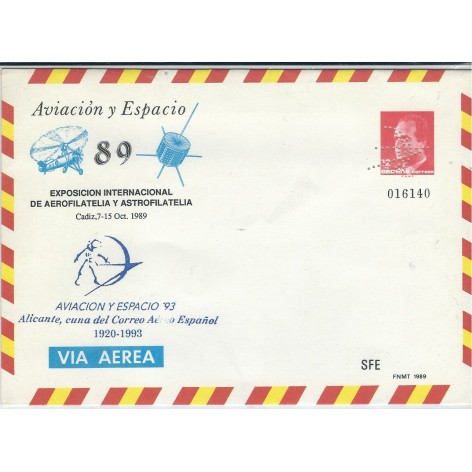 Aviación y Espacio
89
EXPOSICION INTERNACIONAL
DE AEROFILATELIA Y ASTROFILATELIA
Cadiz, 7-15 Oct. 1989
016140
AVIACION Y ESPACIO '93
Alicante, cuna del Correo Aéreo Español
1920-1993
VIA AEREA
SFE
FNMT 1989